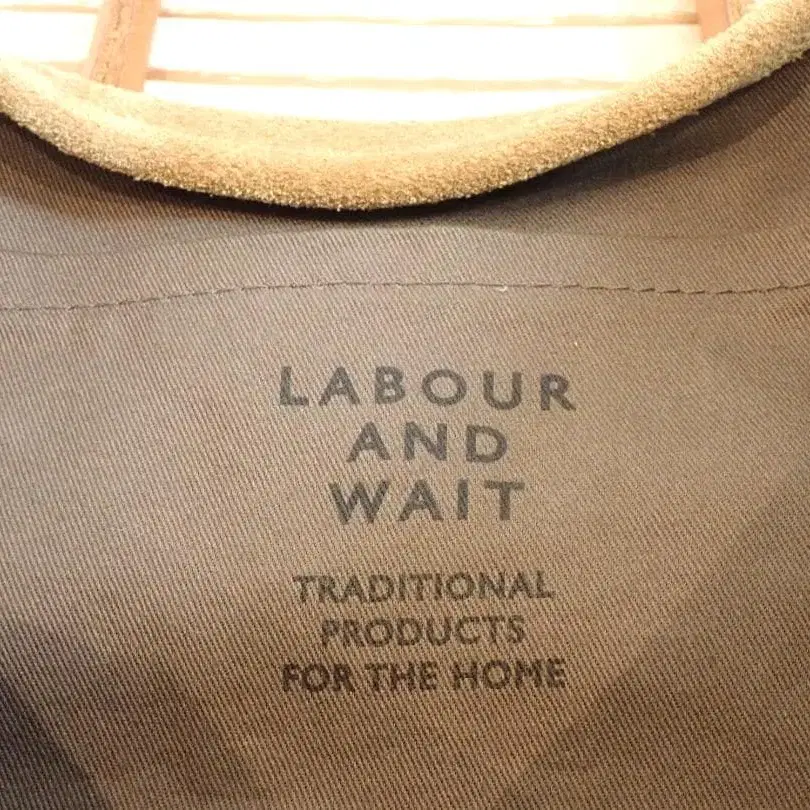 LABOUR
AND
WAIT
TRADITIONAL
PRODUCTS
FOR THE HOME